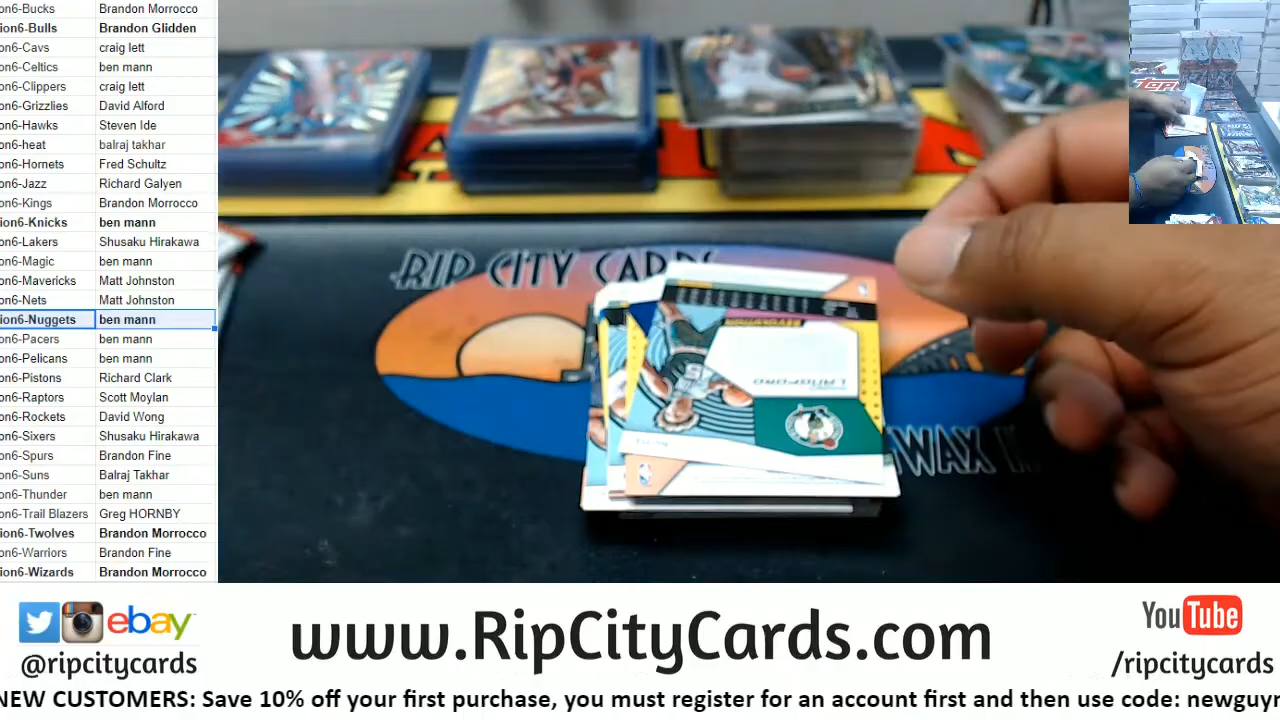 ion6-Bucks Brandon Morrocco
ion6-Bulls Brandon Glidden
on6-Cavs craig lett
on6-Celtics ben mann
on6-Clippers craig lett
on6-Grizzlies David Alford
on6-Hawks Steven Ide
on6-heat balraj takhar
on6-Hornets Fred Schultz
on6-Jazz Richard Galyen
on6-Kings Brandon Morrocco
ion6-Knicks ben mann
on6-Lakers Shusaku Hirakawa
on6-Magic ben mann
on6-Mavericks Matt Johnston
on6-Nets Matt Johnston
ion6-Nuggets ben mann
on6-Pacers ben mann
on6-Pelicans ben mann
on6-Pistons Richard Clark
on6-Raptors Scott Moylan
on6-Rockets David Wong
on6-Sixers Shusaku Hirakawa
on6-Spurs Brandon Fine
on6-Suns Balraj Takhar
on6-Thunder ben mann
on6-Trail Blazers Greg HORNBY
ion6-Twolves Brandon Morrocco
on6-Warriors Brandon Fine
ion6-Wizards Brandon Morrocco
RIP CITY CARDS
WAX
LANGFORD
REVOLUTION
Topps
ebay
@ripcitycards
www.RipCityCards.com
YouTube
/ripcitycards
NEW CUSTOMERS: Save 10% off your first purchase, you must register for an account first and then use code: newguyr